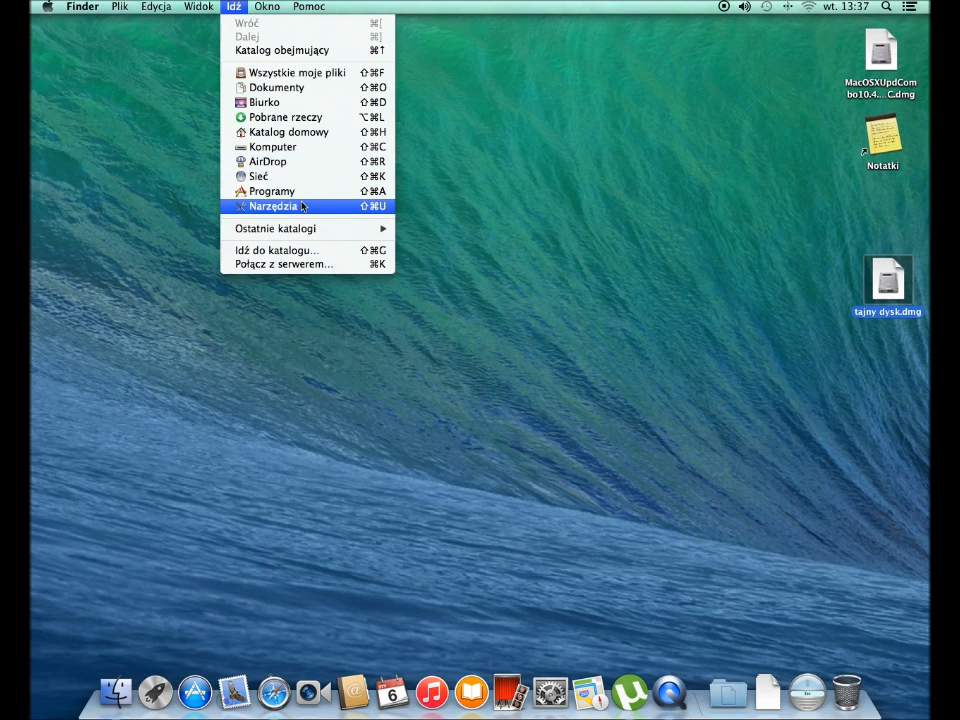 Finder Plik Edycja Widok Idź Okno Pomoc wt. 13:37
Wróć ⌘[
Dalej ⌘]
Katalog obejmujący ⌘↑
Wszystkie moje pliki ⇧⌘F
Dokumenty ⇧⌘O
Biurko ⇧⌘D
Pobrane rzeczy ⌥⌘L
Katalog domowy ⇧⌘H
Komputer ⇧⌘C
AirDrop ⇧⌘R
Sieć ⇧⌘K
Programy ⇧⌘A
Narzędzia ⇧⌘U
Ostatnie katalogi ▶
Idź do katalogu... ⇧⌘G
Połącz z serwerem... ⌘K
MacOSXUpdCom
bo10.4.... C.dmg
Notatki
tajny dysk.dmg
6